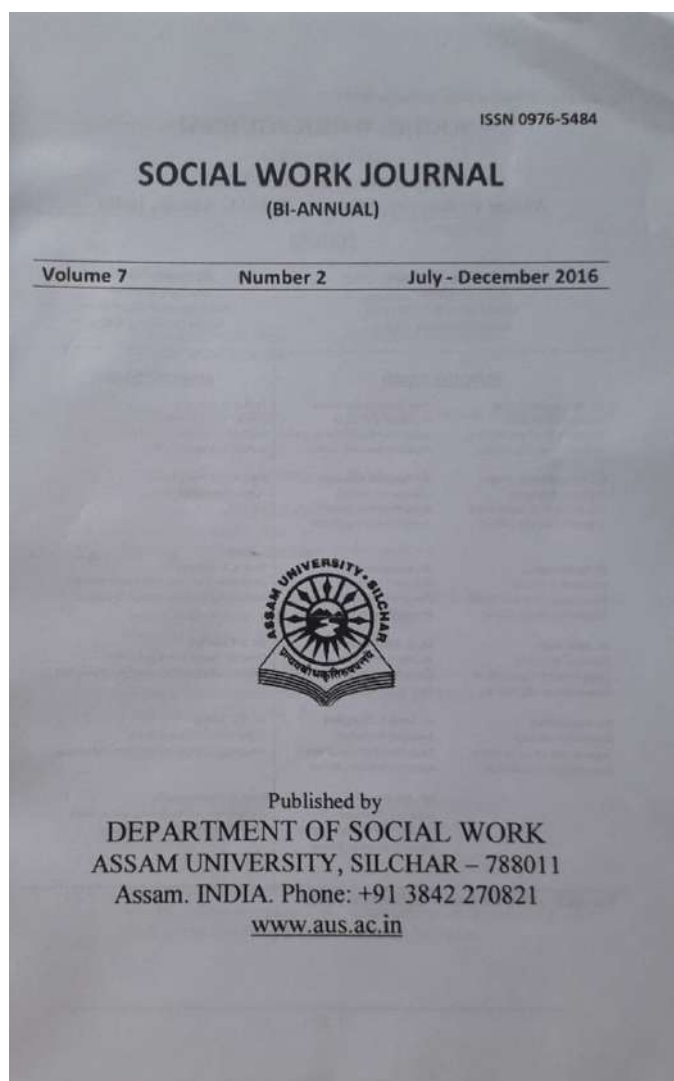 ISSN 0976-5484
SOCIAL WORK JOURNAL
(BI-ANNUAL)
Volume 7 Number 2 July - December 2016
ASSAM UNIVERSITY • SILCHAR
Published by
DEPARTMENT OF SOCIAL WORK
ASSAM UNIVERSITY, SILCHAR – 788011
Assam. INDIA. Phone: +91 3842 270821
www.aus.ac.in